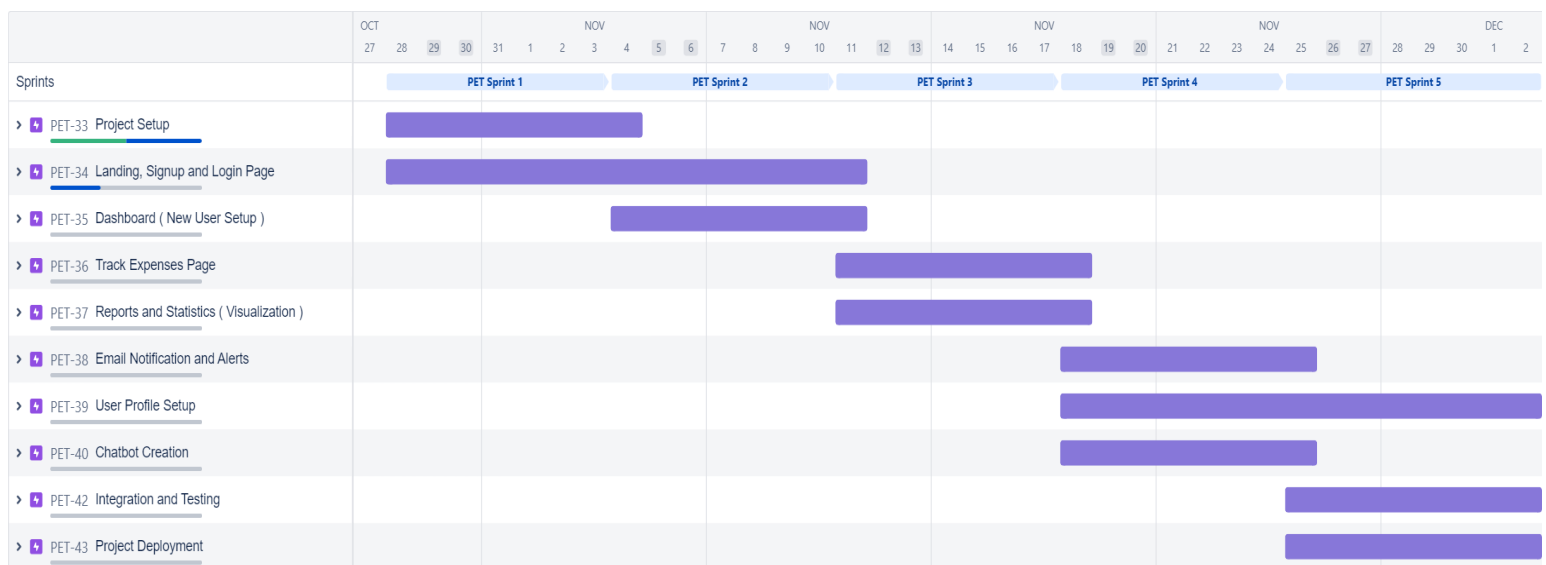 OCT NOV NOV NOV NOV DEC
27 28 29 30 31 1 2 3 4 5 6 7 8 9 10 11 12 13 14 15 16 17 18 19 20 21 22 23 24 25 26 27 28 29 30 1 2
Sprints PET Sprint 1 PET Sprint 2 PET Sprint 3 PET Sprint 4 PET Sprint 5
PET-33 Project Setup
PET-34 Landing, Signup and Login Page
PET-35 Dashboard ( New User Setup )
PET-36 Track Expenses Page
PET-37 Reports and Statistics ( Visualization )
PET-38 Email Notification and Alerts
PET-39 User Profile Setup
PET-40 Chatbot Creation
PET-42 Integration and Testing
PET-43 Project Deployment